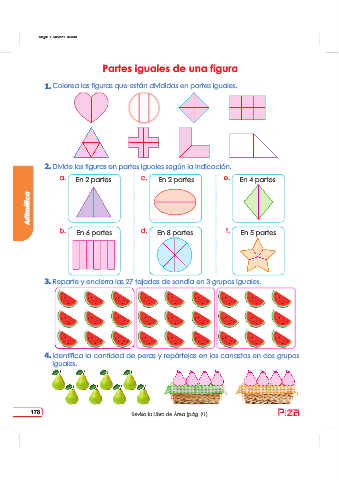 Partes iguales de una figura
1. Colorea las figuras que están divididas en partes iguales.
2. Divide las figuras en partes iguales según la indicación.
a. En 2 partes
c. En 2 partes
e. En 4 partes
b. En 6 partes
d. En 8 partes
f. En 5 partes
3. Reparte y encierra las 27 tajadas de sandía en 3 grupos iguales.
4. Identifica la cantidad de peras y repártelas en las canastas en dos grupos
iguales.
178
Revisa tu Libro de Área (pág. 91)